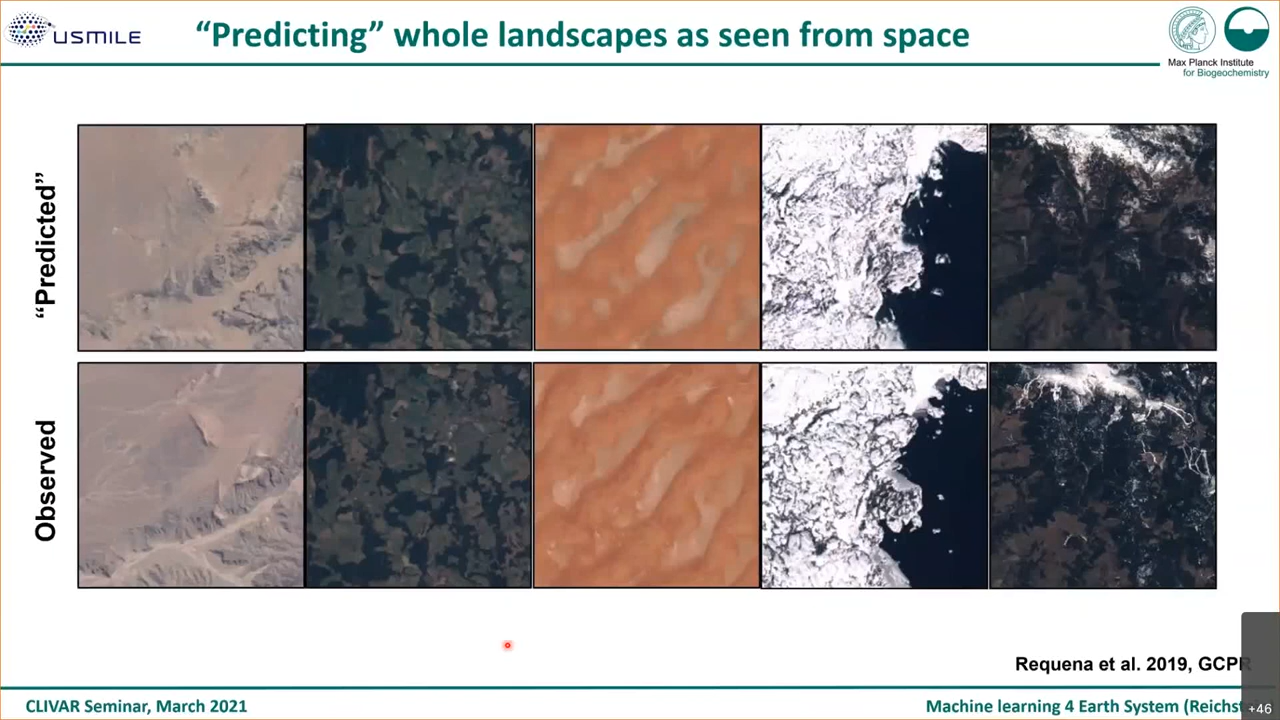 USMILE
“Predicting” whole landscapes as seen from space
Max Planck Institute
for Biogeochemistry
“Predicted”
Observed
Requena et al. 2019, GCPR
CLIVAR Seminar, March 2021
Machine learning 4 Earth System
+46